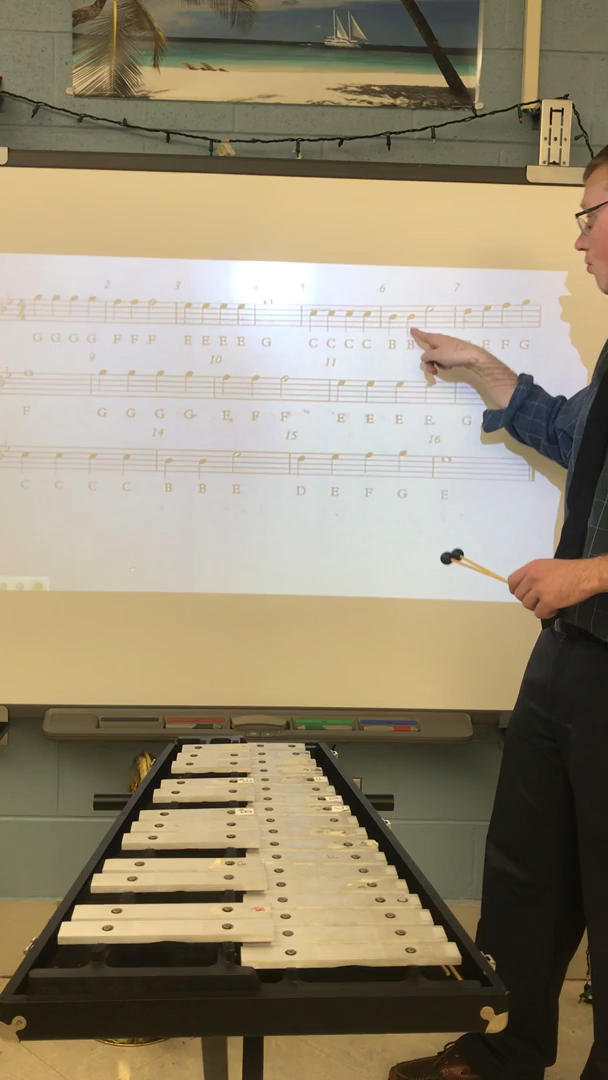 2 3 4 5 6 7
G G G G F F F E E E E G C C C C B B E F G
9 10 11
F G G G G E F F E E E E G
14 15 16
C C C C B B E D E F G E